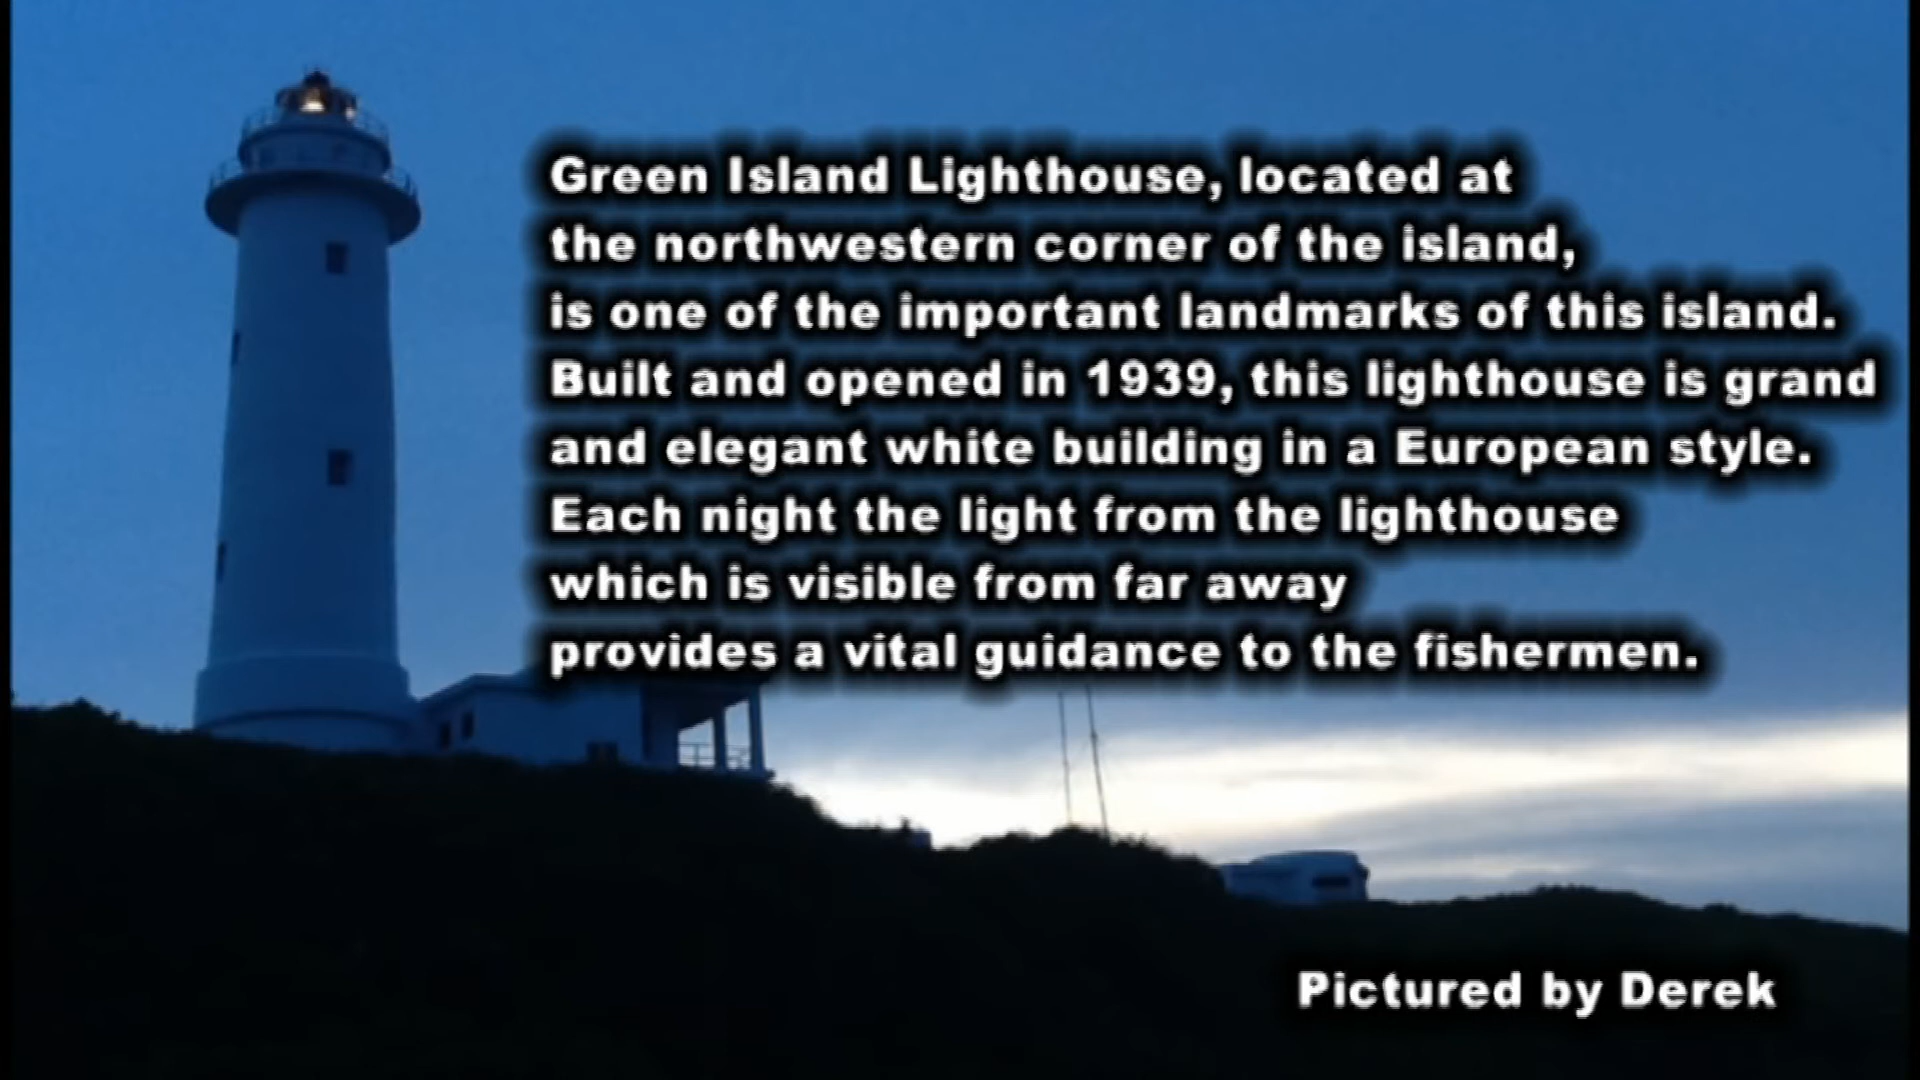 Green Island Lighthouse, located at
the northwestern corner of the island,
is one of the important landmarks of this island.
Built and opened in 1939, this lighthouse is grand
and elegant white building in a European style.
Each night the light from the lighthouse
which is visible from far away
provides a vital guidance to the fishermen.
Pictured by Derek